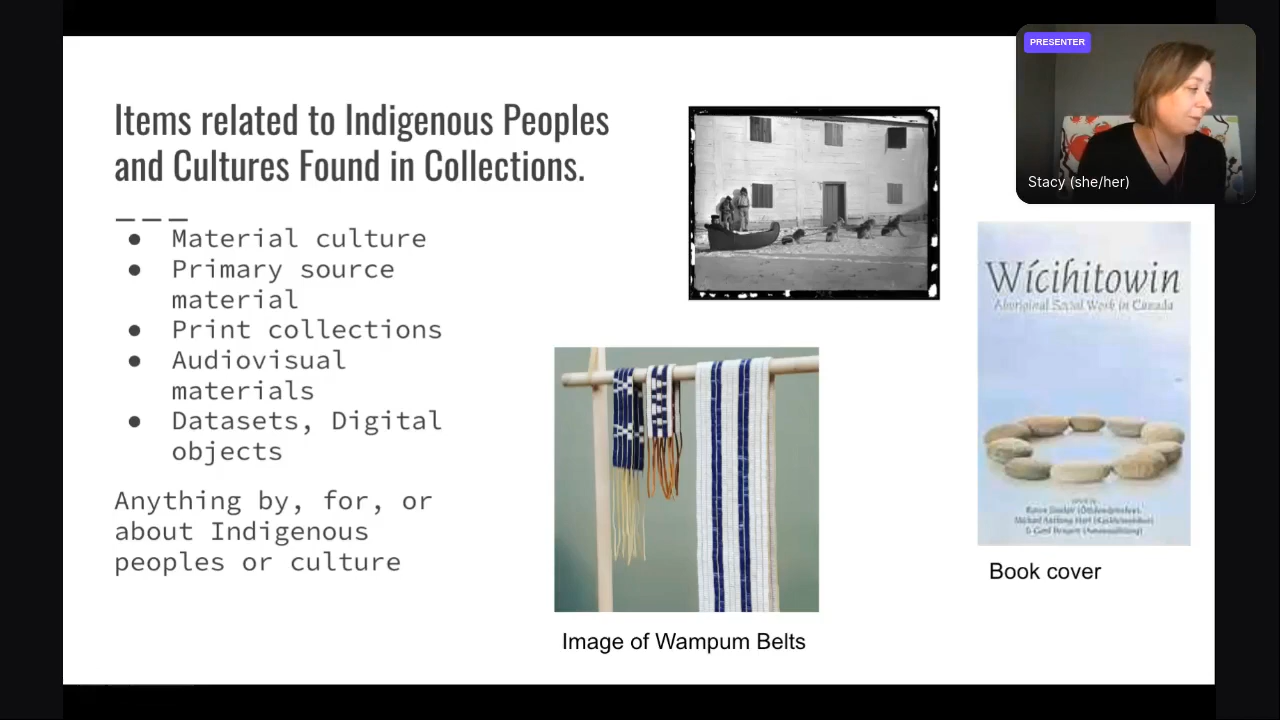 Items related to Indigenous Peoples
and Cultures Found in Collections.
● Material culture
● Primary source
material
● Print collections
● Audiovisual
materials
● Datasets, Digital
objects
Anything by, for, or
about Indigenous
peoples or culture
Image of Wampum Belts
PRESENTER
Stacy (she/her)
Wícihitowin
Aboriginal Social Work in Canada
Book cover